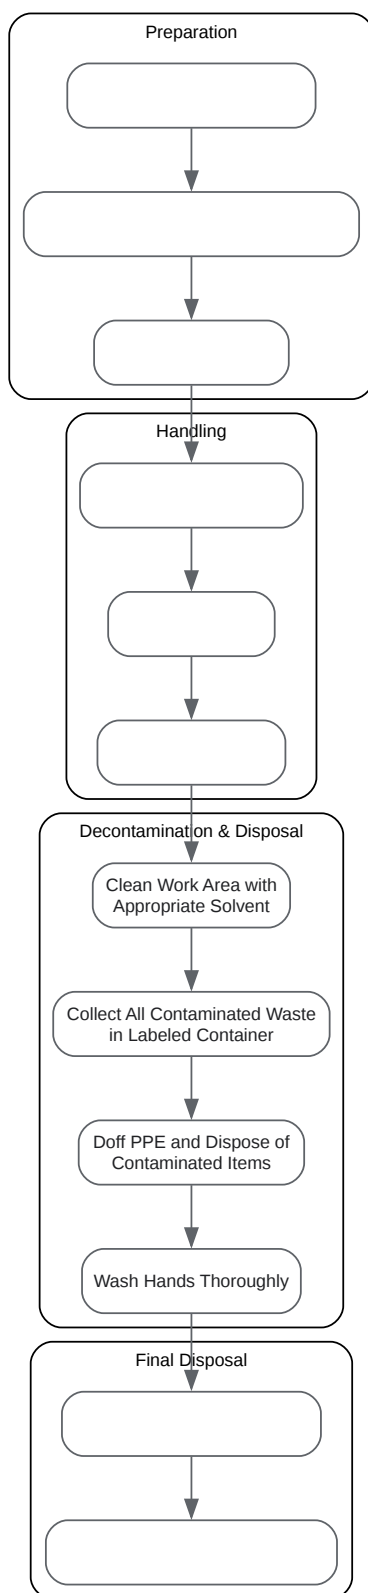 Preparation
Handling
Decontamination & Disposal
Clean Work Area with
Appropriate Solvent
Collect All Contaminated Waste
in Labeled Container
Doff PPE and Dispose of
Contaminated Items
Wash Hands Thoroughly
Final Disposal